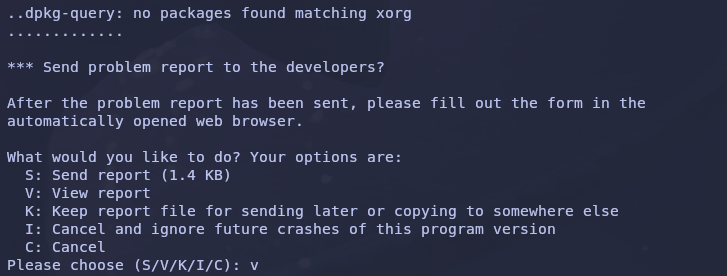 ..dpkg-query: no packages found matching xorg
.............
*** Send problem report to the developers?
After the problem report has been sent, please fill out the form in the
automatically opened web browser.
What would you like to do? Your options are:
  S: Send report (1.4 KB)
  V: View report
  K: Keep report file for sending later or copying to somewhere else
  I: Cancel and ignore future crashes of this program version
  C: Cancel
Please choose (S/V/K/I/C): v